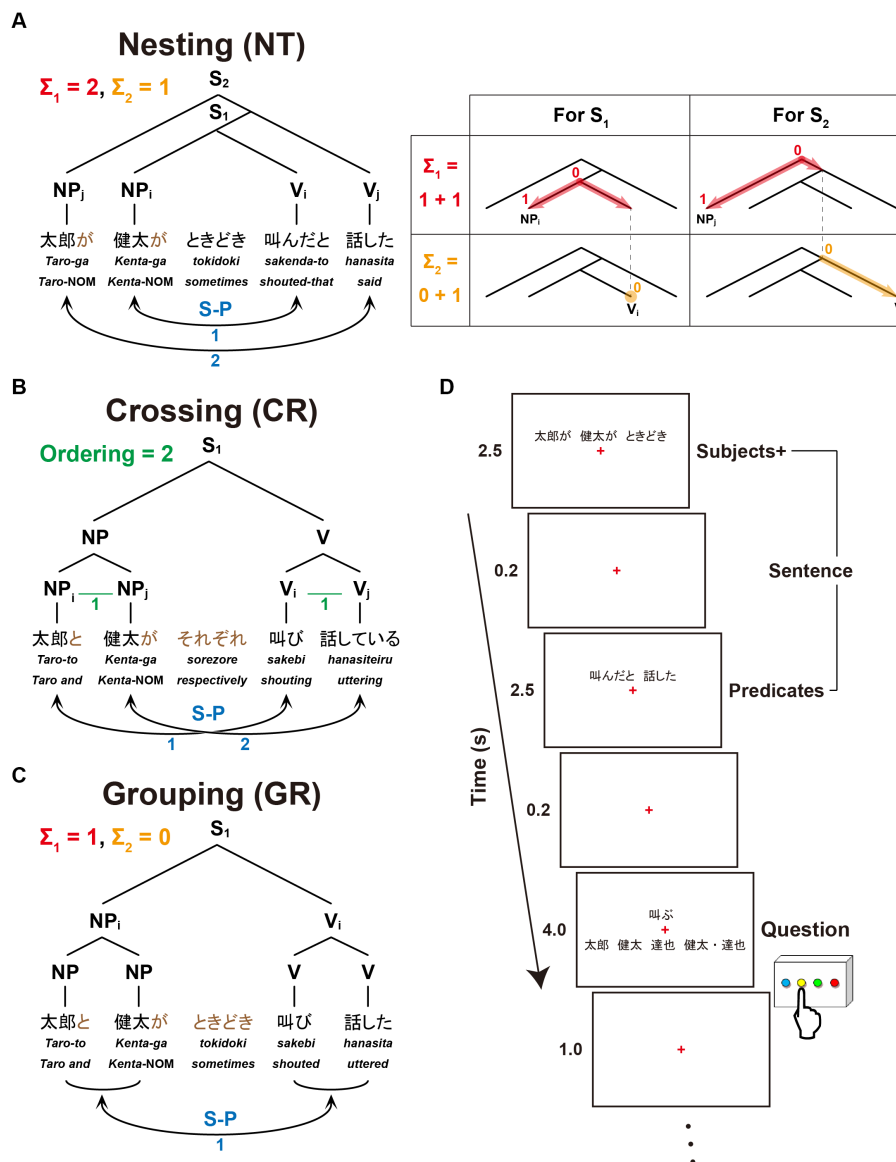 A
Nesting (NT)
Σ1 = 2, Σ2 = 1
S2
S1
NPj NPi Vi Vj
太郎が 健太が ときどき 叫んだと 話した
Taro-ga Kenta-ga tokidoki sakenda-to hanasita
Taro-NOM Kenta-NOM sometimes shouted-that said
S-P
1
2
For S1 For S2
Σ1 =
1 + 1
0
1
NPi
0
1
NPj
Σ2 =
0 + 1
0
Vi
0
1
B
Crossing (CR)
Ordering = 2
S1
NP V
NPi 1 NPj Vi 1 Vj
太郎と 健太が それぞれ 叫び 話している
Taro-to Kenta-ga sorezore sakebi hanasiteiru
Taro and Kenta-NOM respectively shouting uttering
S-P
1 2
C
Grouping (GR)
Σ1 = 1, Σ2 = 0
S1
NPi Vi
NP NP V V
太郎と 健太が ときどき 叫び 話した
Taro-to Kenta-ga tokidoki sakebi hanasita
Taro and Kenta-NOM sometimes shouted uttered
S-P
1
D
2.5
太郎が 健太が ときどき
+
Subjects+
0.2
+
Sentence
2.5
叫んだと 話した
+
Predicates
Time (s)
0.2
+
4.0
叫ぶ
+
太郎 健太 達也 健太・達也
Question
1.0
+